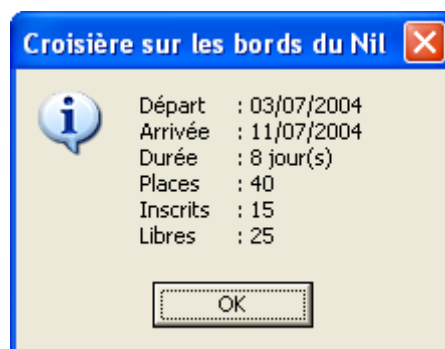 Croisière sur les bords du Nil
Départ : 03/07/2004
Arrivée : 11/07/2004
Durée : 8 jour(s)
Places : 40
Inscrits : 15
Libres : 25
OK